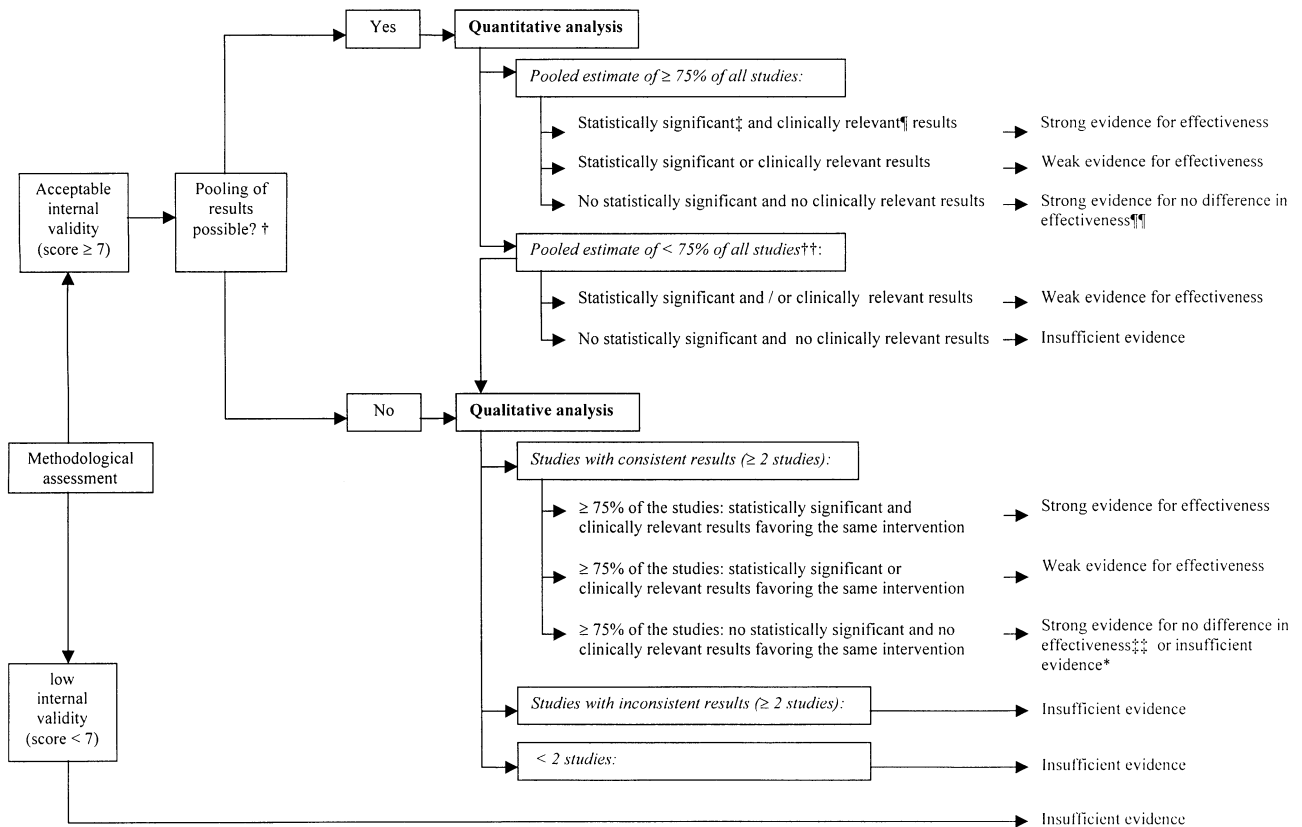 Yes
Quantitative analysis
Pooled estimate of ≥ 75% of all studies:
Statistically significant‡ and clinically relevant¶ results
Strong evidence for effectiveness
Statistically significant or clinically relevant results
Weak evidence for effectiveness
No statistically significant and no clinically relevant results
Strong evidence for no difference in
effectiveness¶¶
Acceptable
internal
validity
(score ≥ 7)
Pooling of
results
possible? †
Pooled estimate of < 75% of all studies††:
Statistically significant and / or clinically relevant results
Weak evidence for effectiveness
No statistically significant and no clinically relevant results
Insufficient evidence
No
Qualitative analysis
Methodological
assessment
Studies with consistent results (≥ 2 studies):
≥ 75% of the studies: statistically significant and
clinically relevant results favoring the same intervention
Strong evidence for effectiveness
≥ 75% of the studies: statistically significant or
clinically relevant results favoring the same intervention
Weak evidence for effectiveness
≥ 75% of the studies: no statistically significant and no
clinically relevant results favoring the same intervention
Strong evidence for no difference in
effectiveness‡‡ or insufficient
evidence*
low
internal
validity
(score < 7)
Studies with inconsistent results (≥ 2 studies):
Insufficient evidence
< 2 studies:
Insufficient evidence
Insufficient evidence